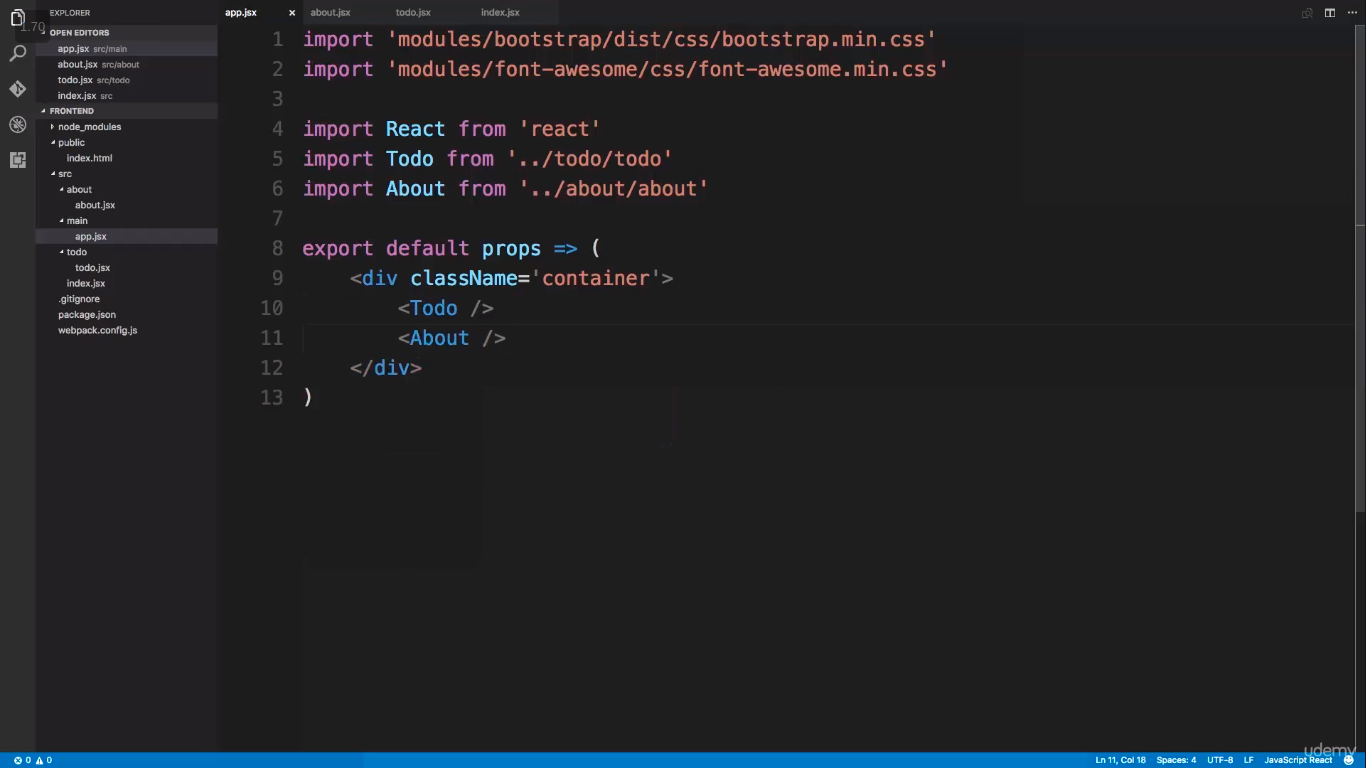 EXPLORER
1.70
OPEN EDITORS
app.jsx src/main
about.jsx src/about
todo.jsx src/todo
index.jsx src
FRONTEND
node_modules
public
index.html
src
about
about.jsx
main
app.jsx
todo
todo.jsx
index.jsx
.gitignore
package.json
webpack.config.js
app.jsx × about.jsx todo.jsx index.jsx
1 import 'modules/bootstrap/dist/css/bootstrap.min.css'
2 import 'modules/font-awesome/css/font-awesome.min.css'
3
4 import React from 'react'
5 import Todo from '../todo/todo'
6 import About from '../about/about'
7
8 export default props => (
9 <div className='container'>
10 <Todo />
11 <About />
12 </div>
13 )
udemy
0 0 Ln 11, Col 18 Spaces: 4 UTF-8 LF JavaScript React